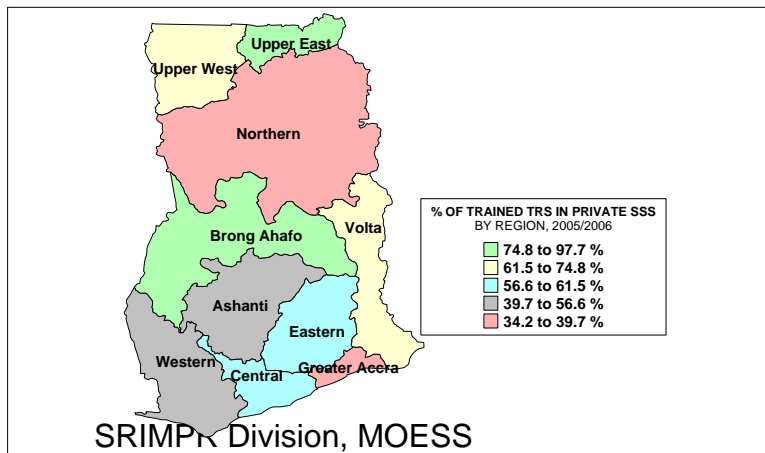 Upper East
Upper West
Northern
Volta
Brong Ahafo
Ashanti
Eastern
Western
Central
Greater Accra
% OF TRAINED TRS IN PRIVATE SSS
BY REGION, 2005/2006
74.8 to 97.7 %
61.5 to 74.8 %
56.6 to 61.5 %
39.7 to 56.6 %
34.2 to 39.7 %
SRIMPR Division, MOESS